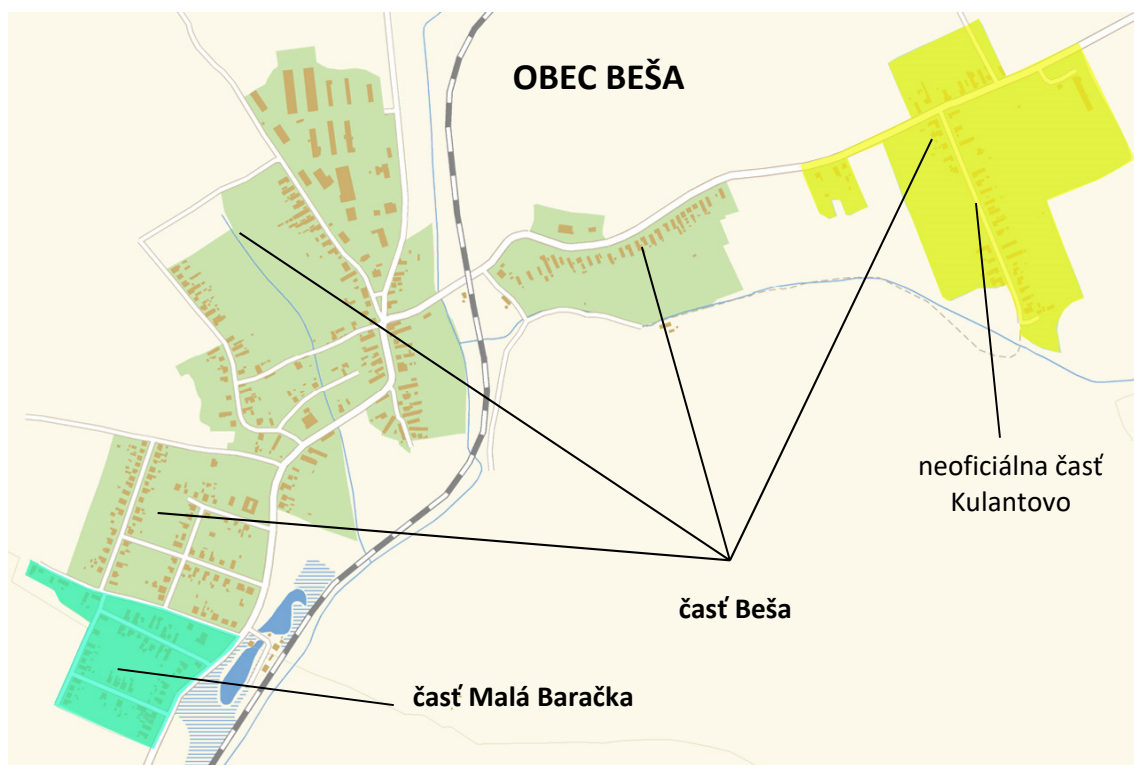 OBEC BEŠA
neoficiálna časť
Kulantovo
časť Beša
časť Malá Baračka